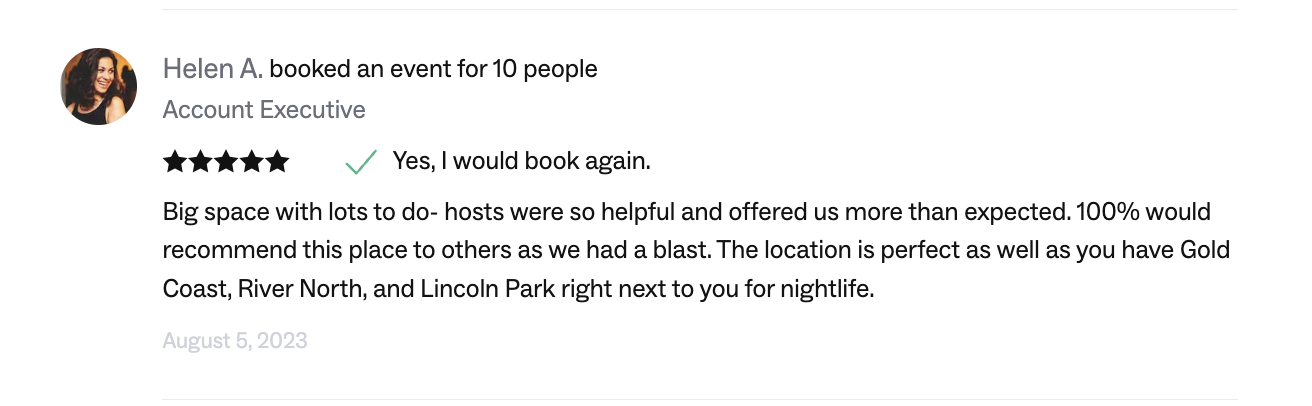 Helen A. booked an event for 10 people
Account Executive
Yes, I would book again.
Big space with lots to do- hosts were so helpful and offered us more than expected. 100% would
recommend this place to others as we had a blast. The location is perfect as well as you have Gold
Coast, River North, and Lincoln Park right next to you for nightlife.
August 5, 2023